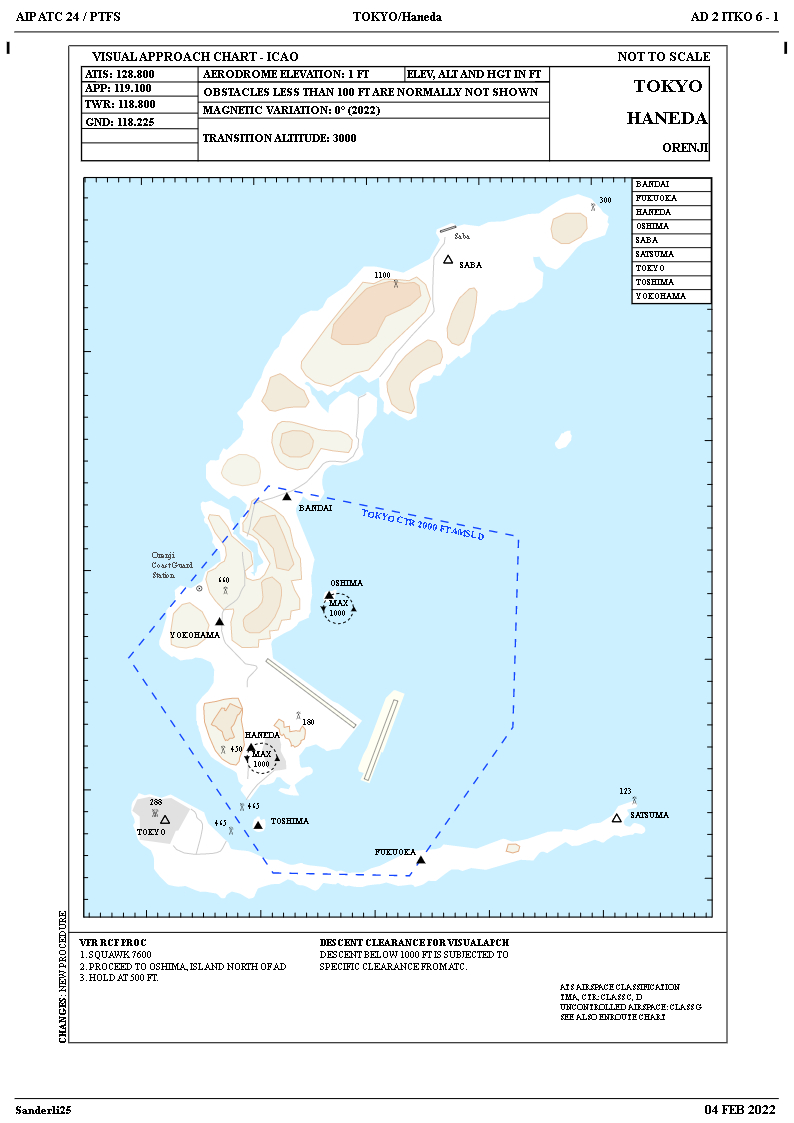 AIP ATC 24 / PTFS
TOKYO/Haneda
AD 2 ITKO 6 - 1
VISUAL APPROACH CHART - ICAO
NOT TO SCALE
ATIS: 128.800
APP: 119.100
TWR: 118.800
GND: 118.225
AERODROME ELEVATION: 1 FT
ELEV, ALT AND HGT IN FT
OBSTACLES LESS THAN 100 FT ARE NORMALLY NOT SHOWN
MAGNETIC VARIATION: 0° (2022)
TRANSITION ALTITUDE: 3000
TOKYO
HANEDA
ORENJI
BANDAI
FUKUOKA
HANEDA
OSHIMA
SABA
SATSUMA
TOKYO
TOSHIMA
YOKOHAMA
300
Saba
SABA
1100
BANDAI
TOKYO CTR 2000 FT AMSL D
Orenji
Coast Guard
Station
660
OSHIMA
MAX
1000
YOKOHAMA
180
HANEDA
450
MAX
1000
288
TOKYO
465
465
TOSHIMA
123
SATSUMA
FUKUOKA
VFR RCF PROC
1. SQUAWK 7600
2. PROCEED TO OSHIMA, ISLAND NORTH OF AD
3. HOLD AT 500 FT.
DESCENT CLEARANCE FOR VISUAL APCH
DESCENT BELOW 1000 FT IS SUBJECTED TO
SPECIFIC CLEARANCE FROM ATC.
ATS AIRSPACE CLASSIFICATION
TMA, CTR: CLASS C, D
UNCONTROLLED AIRSPACE: CLASS G
SEE ALSO ENROUTE CHART
CHANGES: NEW PROCEDURE
Sanderli25
04 FEB 2022